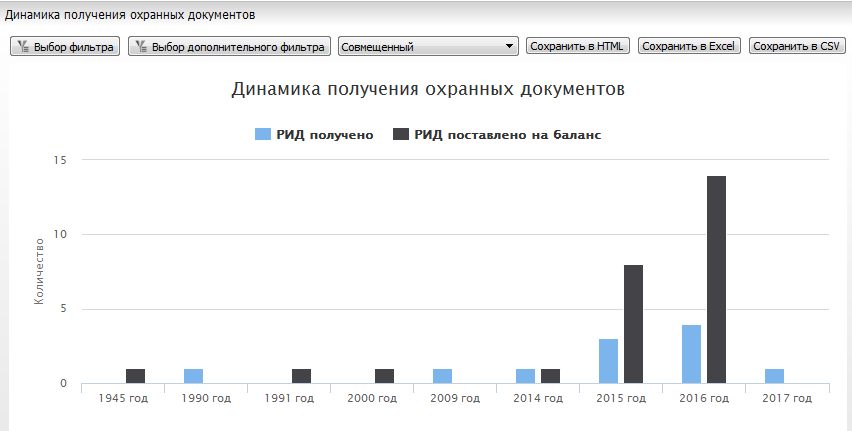 Динамика получения охранных документов
Выбор фильтра Выбор дополнительного фильтра Совмещенный Сохранить в HTML Сохранить в Excel Сохранить в CSV
Динамика получения охранных документов
РИД получено РИД поставлено на баланс
15
10
5
0
Количество
1945 год 1990 год 1991 год 2000 год 2009 год 2014 год 2015 год 2016 год 2017 год